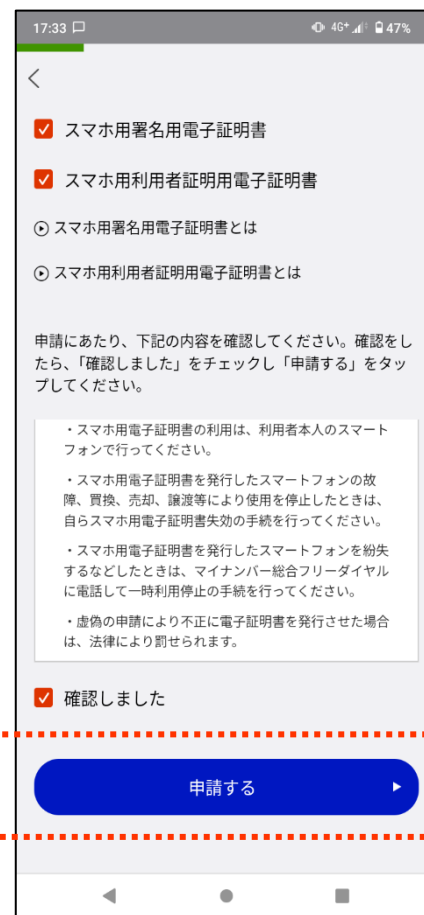 17:33 4G+ 47%
スマホ用署名用電子証明書
スマホ用利用者証明用電子証明書
スマホ用署名用電子証明書とは
スマホ用利用者証明用電子証明書とは
申請にあたり、下記の内容を確認してください。確認をし
たら、「確認しました」をチェックし「申請する」をタッ
プしてください。
・スマホ用電子証明書の利用は、利用者本人のスマート
フォンで行ってください。
・スマホ用電子証明書を発行したスマートフォンの故
障、買換、売却、譲渡等により使用を停止したときは、
自らスマホ用電子証明書失効の手続を行ってください。
・スマホ用電子証明書を発行したスマートフォンを紛失
するなどしたときは、マイナンバー総合フリーダイヤル
に電話して一時利用停止の手続を行ってください。
・虚偽の申請により不正に電子証明書を発行させた場合
は、法律により罰せられます。
確認しました
申請する